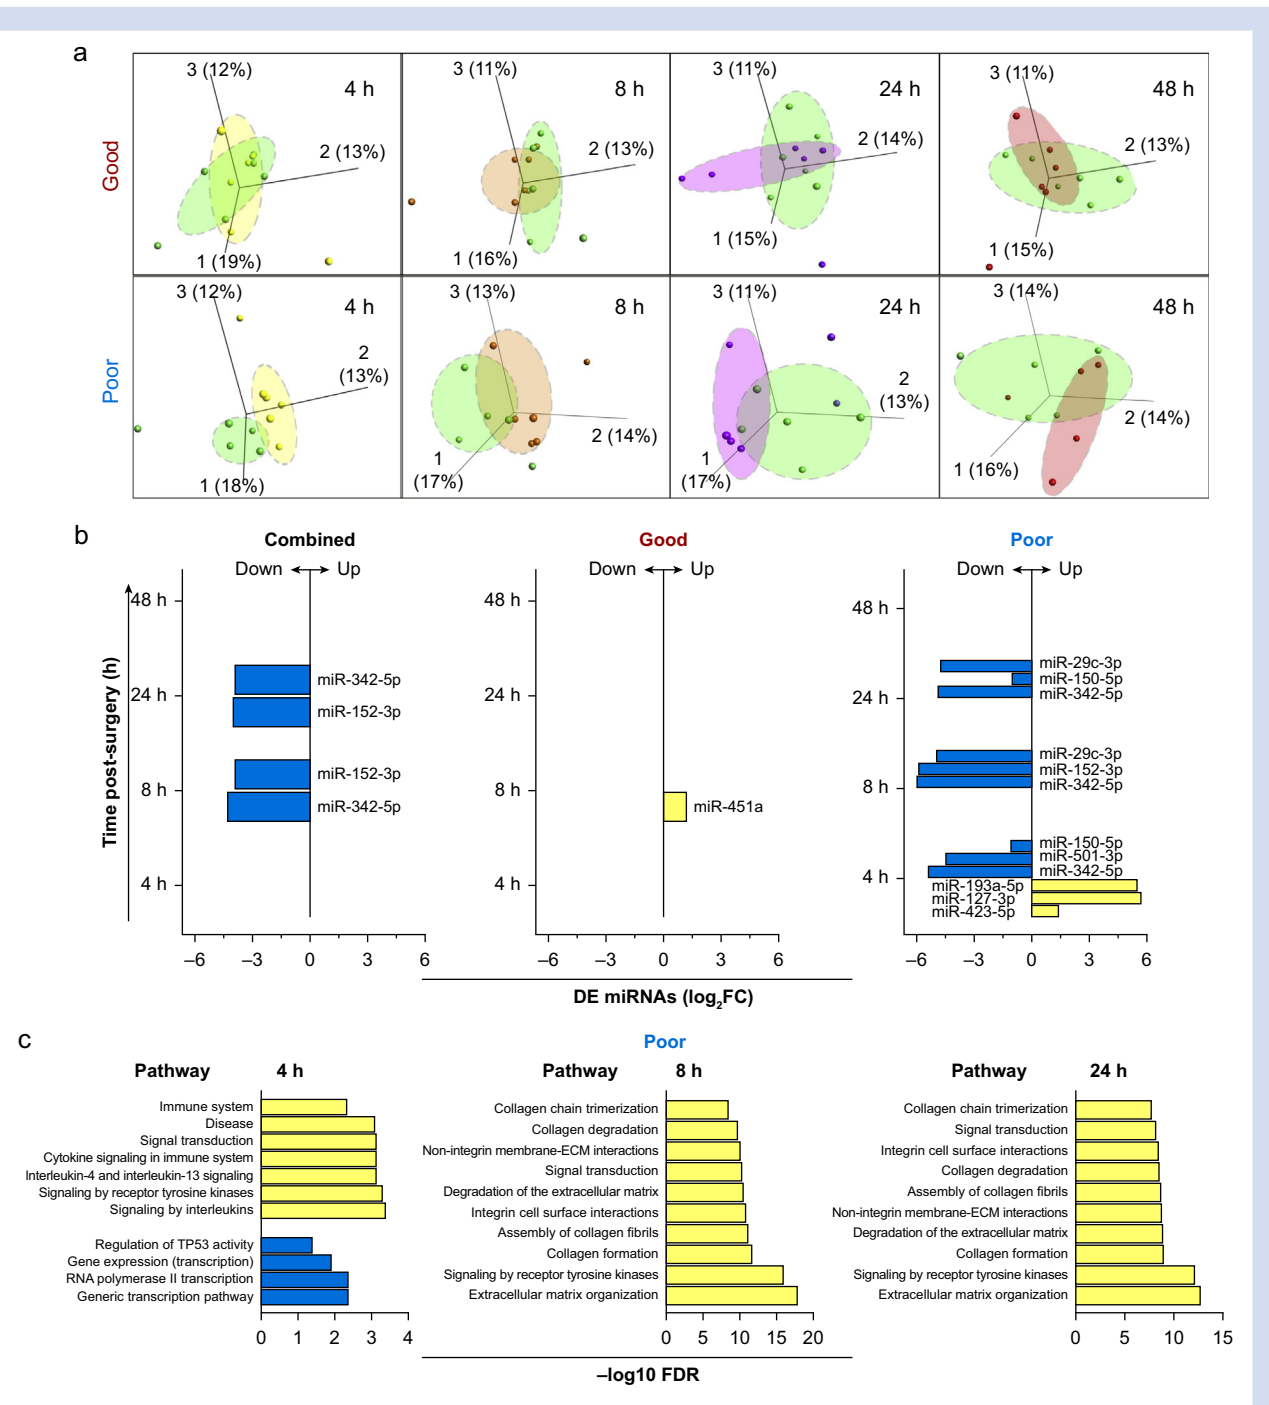 a
Good
3 (12%)
4 h
2 (13%)
1 (19%)
3 (11%)
8 h
2 (13%)
1 (16%)
3 (11%)
24 h
2 (14%)
1 (15%)
3 (11%)
48 h
2 (13%)
1 (15%)
Poor
3 (12%)
4 h
2
(13%)
1 (18%)
3 (13%)
8 h
2 (14%)
1
(17%)
3 (11%)
24 h
2
(13%)
1
(17%)
3 (14%)
48 h
2 (14%)
1 (16%)
b
Time post-surgery (h)
Combined
Down
Up
48 h
24 h
8 h
4 h
miR-342-5p
miR-152-3p
miR-152-3p
miR-342-5p
–6
–3
0
3
6
Good
Down
Up
48 h
24 h
8 h
4 h
miR-451a
–6
–3
0
3
6
Poor
Down
Up
48 h
24 h
8 h
4 h
miR-29c-3p
miR-150-5p
miR-342-5p
miR-29c-3p
miR-152-3p
miR-342-5p
miR-150-5p
miR-501-3p
miR-342-5p
miR-193a-5p
miR-127-3p
miR-423-5p
–6
–3
0
3
6
DE miRNAs (log2FC)
c
Poor
Pathway
4 h
Immune system
Disease
Signal transduction
Cytokine signaling in immune system
Interleukin-4 and interleukin-13 signaling
Signaling by receptor tyrosine kinases
Signaling by interleukins
Regulation of TP53 activity
Gene expression (transcription)
RNA polymerase II transcription
Generic transcription pathway
0
1
2
3
4
Pathway
8 h
Collagen chain trimerization
Collagen degradation
Non-integrin membrane-ECM interactions
Signal transduction
Degradation of the extracellular matrix
Integrin cell surface interactions
Assembly of collagen fibrils
Collagen formation
Signaling by receptor tyrosine kinases
Extracellular matrix organization
0
5
10
15
20
Pathway
24 h
Collagen chain trimerization
Signal transduction
Integrin cell surface interactions
Collagen degradation
Assembly of collagen fibrils
Non-integrin membrane-ECM interactions
Degradation of the extracellular matrix
Collagen formation
Signaling by receptor tyrosine kinases
Extracellular matrix organization
0
5
10
15
–log10 FDR